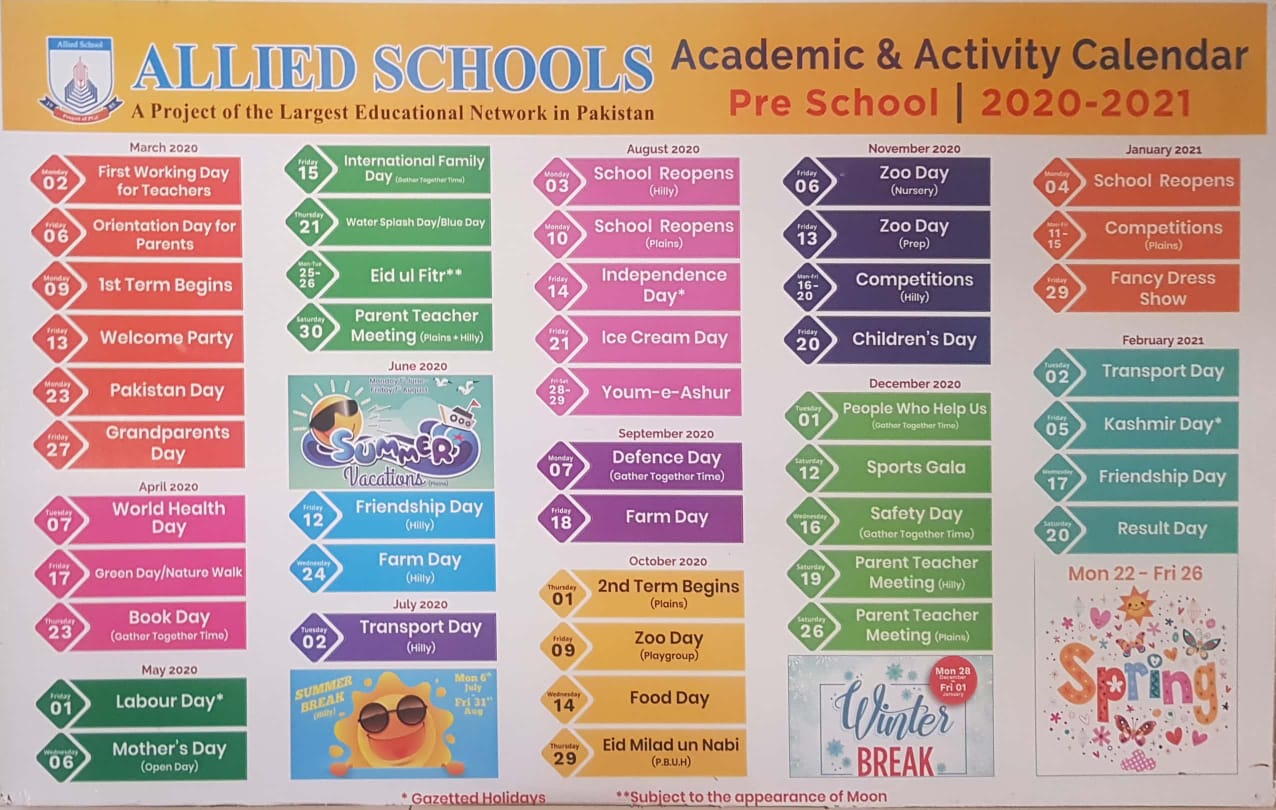 Allied School
Project of PGC
ALLIED SCHOOLS
A Project of the Largest Educational Network in Pakistan
Academic & Activity Calendar
Pre School | 2020-2021
March 2020
Monday
02
First Working Day
for Teachers
Friday
06
Orientation Day for
Parents
Monday
09
1st Term Begins
Friday
13
Welcome Party
Monday
23
Pakistan Day
Friday
27
Grandparents
Day
April 2020
Tuesday
07
World Health
Day
Friday
17
Green Day/Nature Walk
Thursday
23
Book Day
(Gather Together Time)
May 2020
Friday
01
Labour Day*
Wednesday
06
Mother's Day
(Open Day)
Friday
15
International Family
Day (Gather Together Time)
Thursday
21
Water Splash Day/Blue Day
Mon-Tue
25-
26
Eid ul Fitr**
Saturday
30
Parent Teacher
Meeting (Plains + Hilly)
June 2020
Monday 1st June -
Friday 7th August
SUMMER
Vacations (Plains)
Friday
12
Friendship Day
(Hilly)
Wednesday
24
Farm Day
(Hilly)
July 2020
Tuesday
02
Transport Day
(Hilly)
SUMMER
BREAK
(Hilly)
Mon 6th
July
Fri 31st
Aug
August 2020
Monday
03
School Reopens
(Hilly)
Monday
10
School Reopens
(Plains)
Friday
14
Independence
Day*
Friday
21
Ice Cream Day
Fri-Sat
28-
29
Youm-e-Ashur
September 2020
Monday
07
Defence Day
(Gather Together Time)
Friday
18
Farm Day
October 2020
Thursday
01
2nd Term Begins
(Plains)
Friday
09
Zoo Day
(Playgroup)
Wednesday
14
Food Day
Thursday
29
Eid Milad un Nabi
(P.B.U.H)
November 2020
Friday
06
Zoo Day
(Nursery)
Friday
13
Zoo Day
(Prep)
Mon-Fri
16-
20
Competitions
(Hilly)
Friday
20
Children's Day
December 2020
Tuesday
01
People Who Help Us
(Gather Together Time)
Saturday
12
Sports Gala
Wednesday
16
Safety Day
(Gather Together Time)
Saturday
19
Parent Teacher
Meeting (Hilly)
Saturday
26
Parent Teacher
Meeting (Plains)
Mon 28
December
Fri 01
January
Winter
BREAK
January 2021
Monday
04
School Reopens
Mon-Fri
11-
15
Competitions
(Plains)
Friday
29
Fancy Dress
Show
February 2021
Tuesday
02
Transport Day
Friday
05
Kashmir Day*
Wednesday
17
Friendship Day
Saturday
20
Result Day
Mon 22 - Fri 26
Spring
* Gazetted Holidays
**Subject to the appearance of Moon